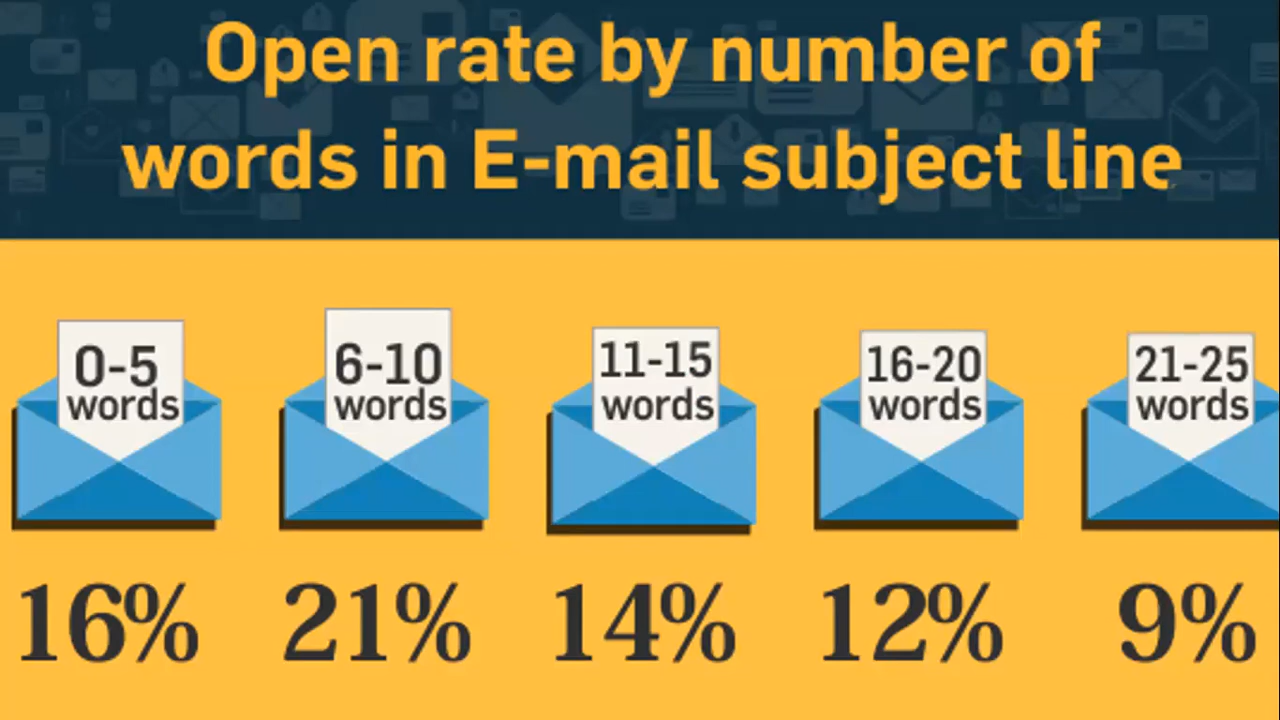 Open rate by number of
words in E-mail subject line
0-5
words
6-10
words
11-15
words
16-20
words
21-25
words
16% 21% 14% 12% 9%